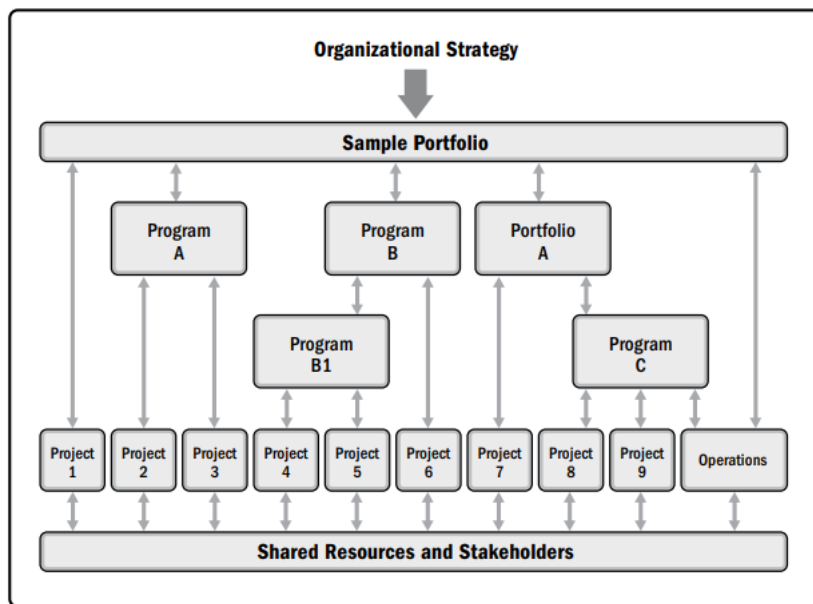 Organizational Strategy
Sample Portfolio
Program
A
Program
B
Portfolio
A
Program
B1
Program
C
Project
1
Project
2
Project
3
Project
4
Project
5
Project
6
Project
7
Project
8
Project
9
Operations
Shared Resources and Stakeholders